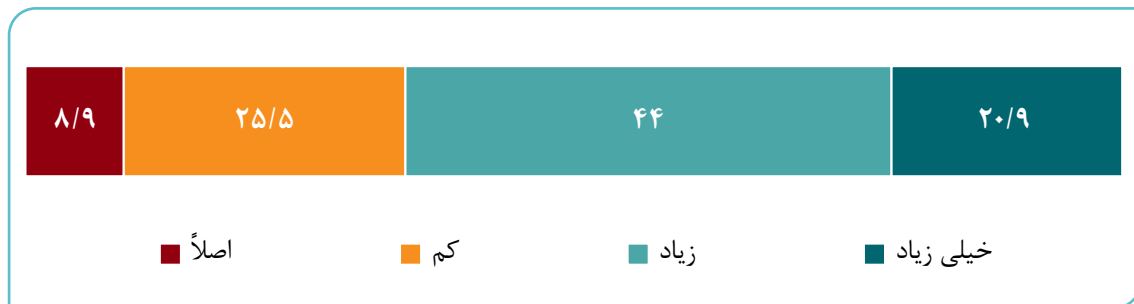 ۲۰/۹ ۴۴ ۲۵/۵ ۸/۹
خیلی زیاد زیاد کم اصلاً